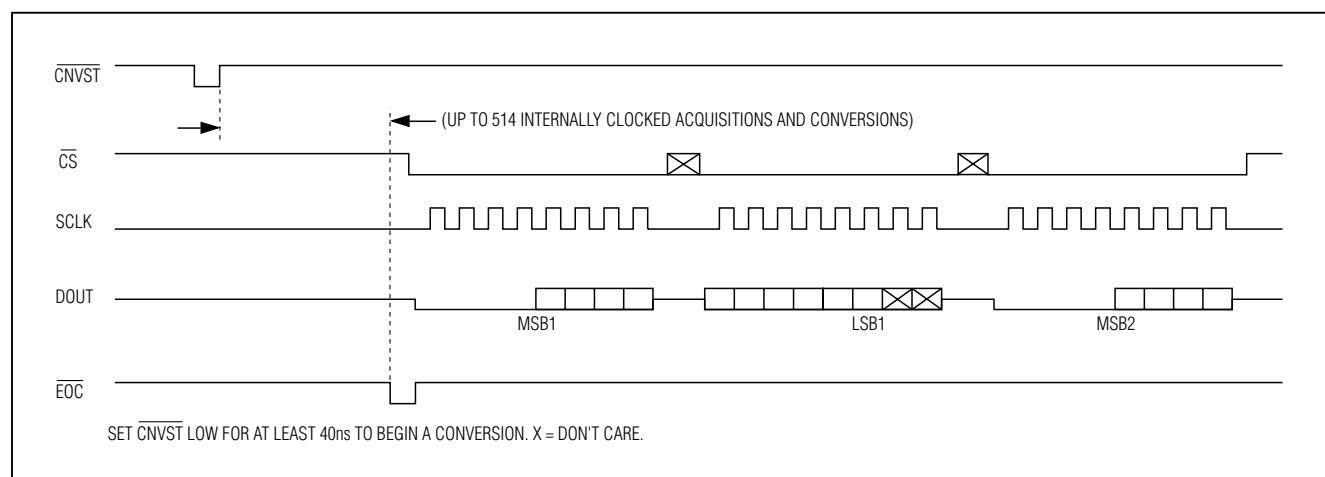 CNVST
(UP TO 514 INTERNALLY CLOCKED ACQUISITIONS AND CONVERSIONS)
CS
SCLK
DOUT
MSB1
LSB1
MSB2
EOC
SET CNVST LOW FOR AT LEAST 40ns TO BEGIN A CONVERSION. X = DON'T CARE.